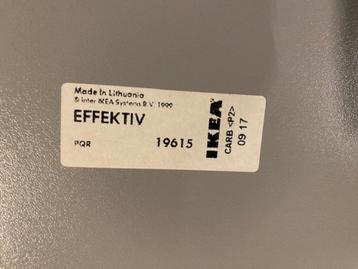 Made In Lithuania
© Inter IKEA Systems B.V. 1999
EFFEKTIV
PQR 19615
IKEA
CARB <P2>
09 17